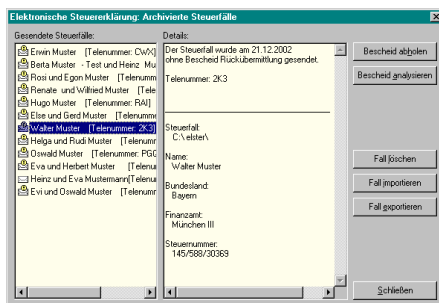 Elektronische Steuererklärung: Archivierte Steuerfälle
Gesendete Steuerfälle:
Erwin Muster [Telenummer: CWX]
Berta Muster - Test und Heinz Mu
Rosi und Egon Muster [Telenumm
Renate und Wilfried Muster [Tele
Hugo Muster [Telenummer: RAI]
Else und Gerd Muster [Telenumme
Walter Muster [Telenummer: 2K3]
Helga und Rudi Muster [Telenum
Oswald Muster [Telenummer: PGC
Eva und Herbert Muster [Telenu
Heinz und Eva Mustermann[Telenu
Evi und Oswald Muster [Telenumr
Details:
Der Steuerfall wurde am 21.12.2002
ohne Bescheid Rückübermittlung gesendet.
Telenummer: 2K3
Steuerfall:
C:\elster\
Name:
Walter Muster
Bundesland:
Bayern
Finanzamt:
München III
Steuernummer:
145/588/30369
Bescheid abholen
Bescheid analysieren
Fall löschen
Fall importieren
Fall exportieren
Schließen